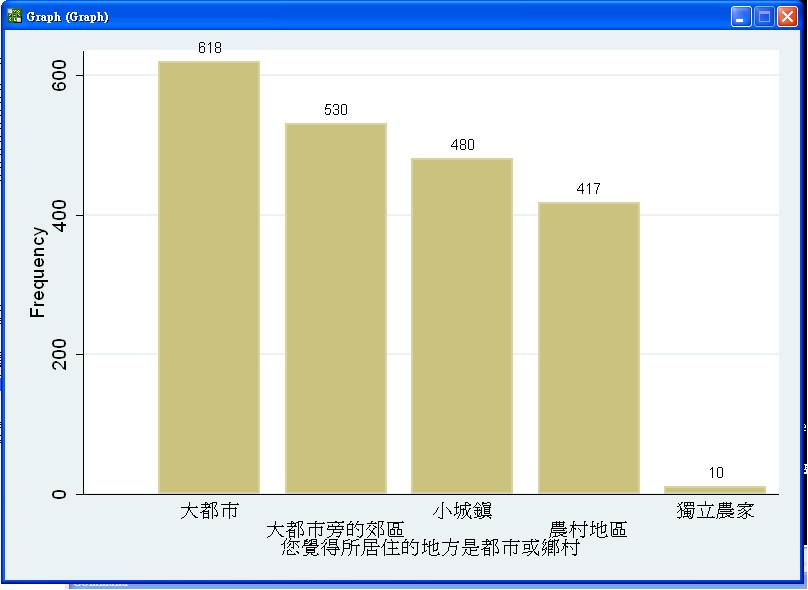 Graph (Graph)
618
530
480
417
10
600
400
200
0
Frequency
大都市
大都市旁的郊區
小城鎮
農村地區
獨立農家
您覺得所居住的地方是都市或鄉村